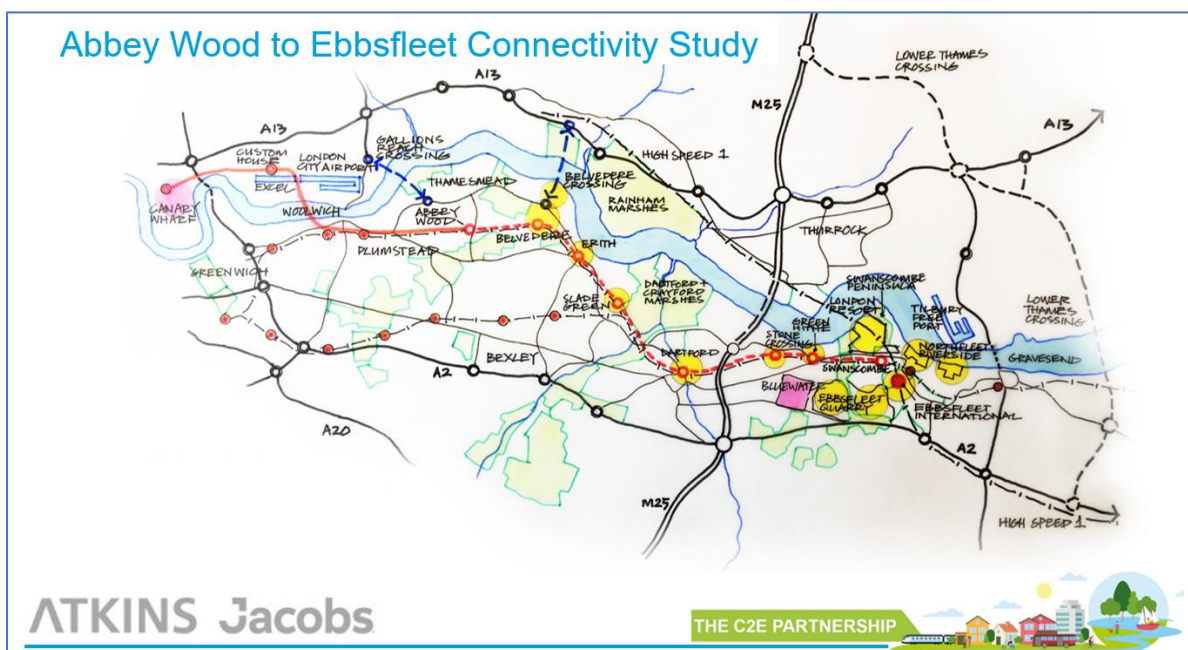 Abbey Wood to Ebbsfleet Connectivity Study
LOWER THAMES
CROSSING
A13
M25
A13
A13
CUSTOM
HOUSE
LONDON
CITY AIRPORT
GALLIONS
REACH
CROSSING
HIGH SPEED 1
EXCEL
THAMESMEAD
BELVEDERE
CROSSING
RAINHAM
MARSHES
CANARY
WHARF
WOOLWICH
ABBEY
WOOD
PLUMSTEAD
BELVEDERE
ERITH
THURROCK
GREENWICH
SLADE
GREEN
DARTFORD +
CRAYFORD
MARSHES
SWANSCOMBE
PENINSULA
LONDON
RESORT
TILBURY
FREE
PORT
LOWER
THAMES
CROSSING
GREENHITHE
STONE
CROSSING
NORTHFLEET
RIVERSIDE
GRAVESEND
BEXLEY
DARTFORD
SWANSCOMBE
A2
BLUEWATER
EBBSFLEET
QUARRY
EBBSFLEET
INTERNATIONAL
A20
A2
M25
HIGH SPEED 1
ATKINS Jacobs
THE C2E PARTNERSHIP